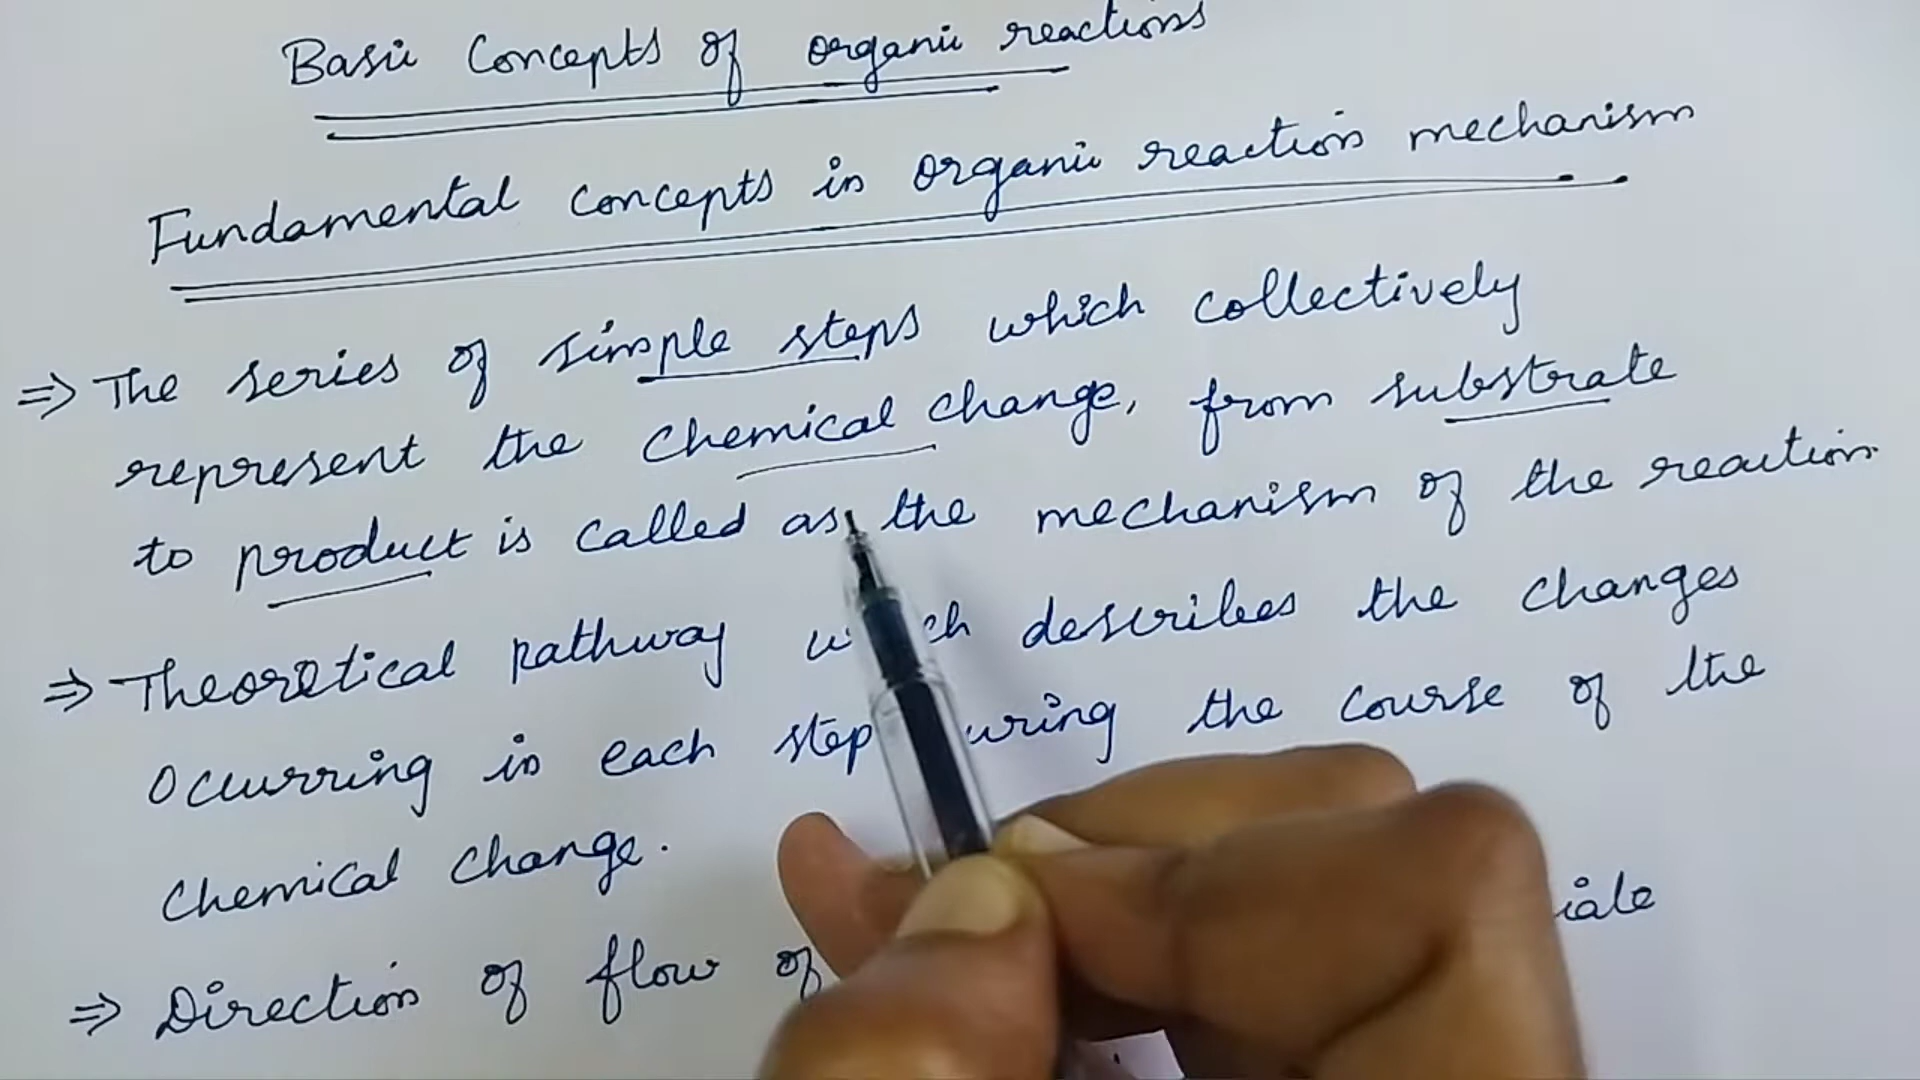 Basic Concepts of organic reactions
Fundamental concepts in organic reaction mechanism
⇒ The series of simple steps which collectively
represent the chemical change, from substrate
to product is called as the mechanism of the reaction
⇒ Theoretical pathway which describes the changes
Occurring in each step during the course of the
chemical change.
⇒ Direction of flow of